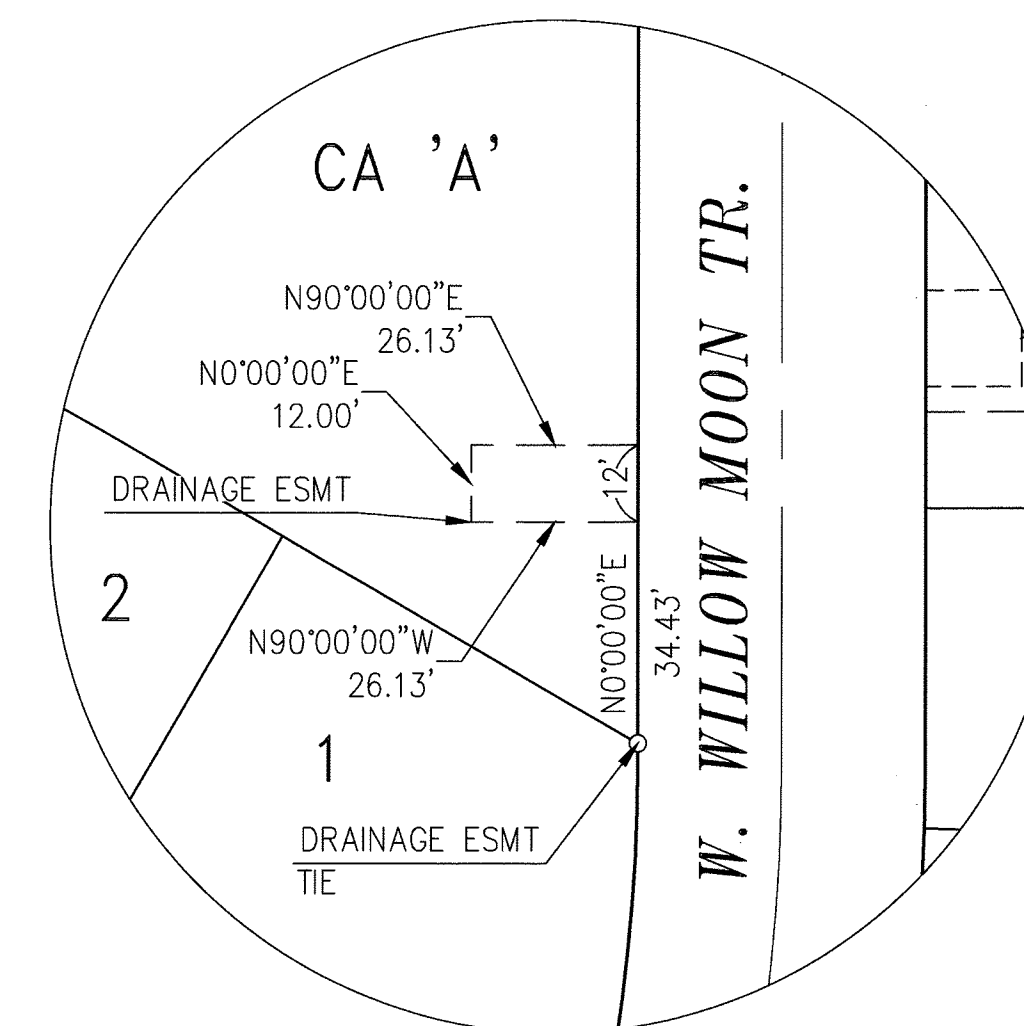 CA 'A'
N90°00'00"E
26.13'
N0°00'00"E
12.00'
DRAINAGE ESMT
12'
2
N90°00'00"W
26.13'
N0°00'00"E
34.43'
1
DRAINAGE ESMT
TIE
W. WILLOW MOON TR.